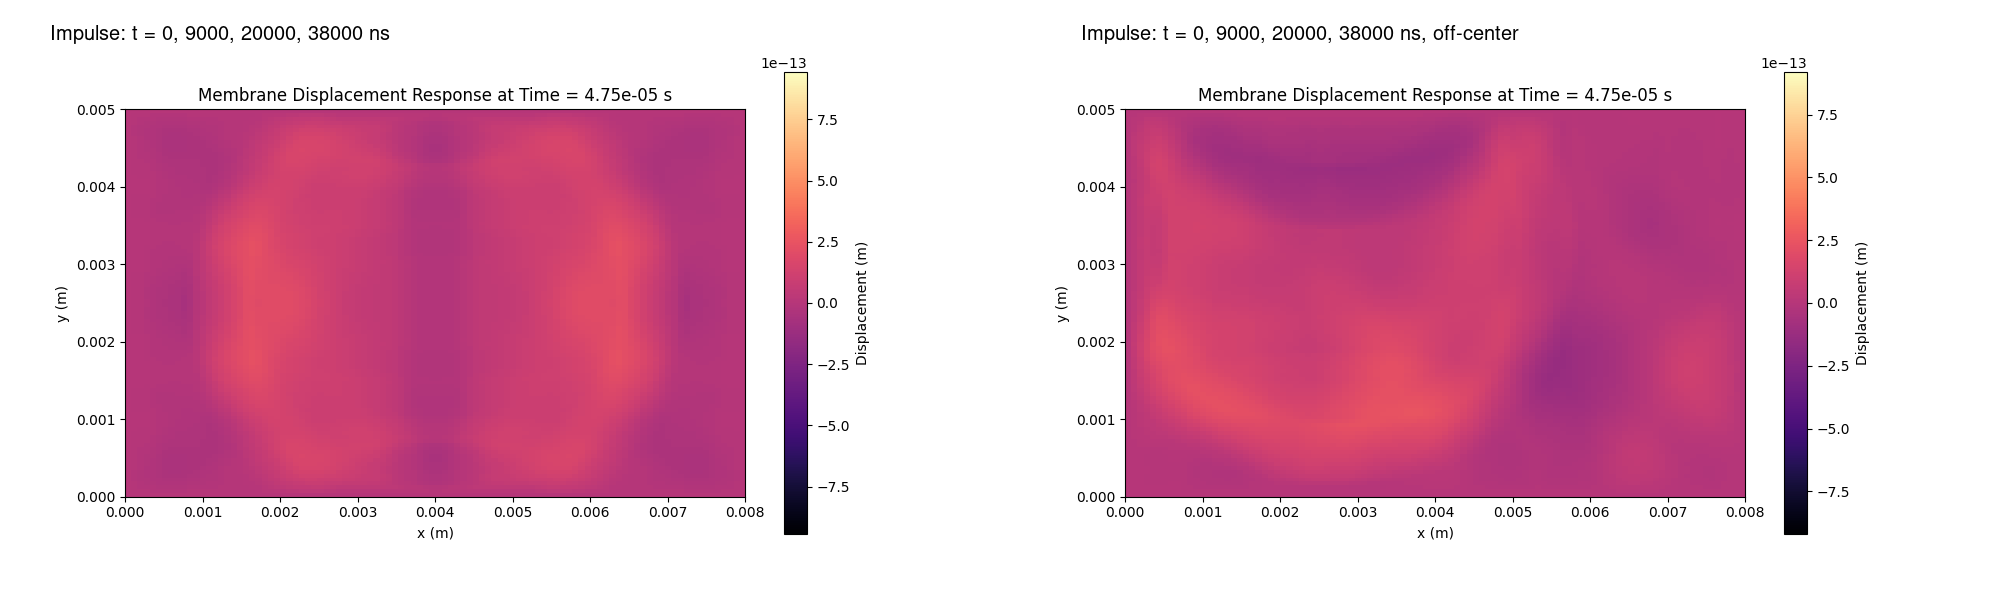 Impulse: t = 0, 9000, 20000, 38000 ns
1e−13
Membrane Displacement Response at Time = 4.75e-05 s
0.005
0.004
0.003
0.002
0.001
0.000
y (m)
0.000 0.001 0.002 0.003 0.004 0.005 0.006 0.007 0.008
x (m)
7.5
5.0
2.5
0.0
−2.5
−5.0
−7.5
Displacement (m)
Impulse: t = 0, 9000, 20000, 38000 ns, off-center
1e−13
Membrane Displacement Response at Time = 4.75e-05 s
0.005
0.004
0.003
0.002
0.001
0.000
y (m)
0.000 0.001 0.002 0.003 0.004 0.005 0.006 0.007 0.008
x (m)
7.5
5.0
2.5
0.0
−2.5
−5.0
−7.5
Displacement (m)